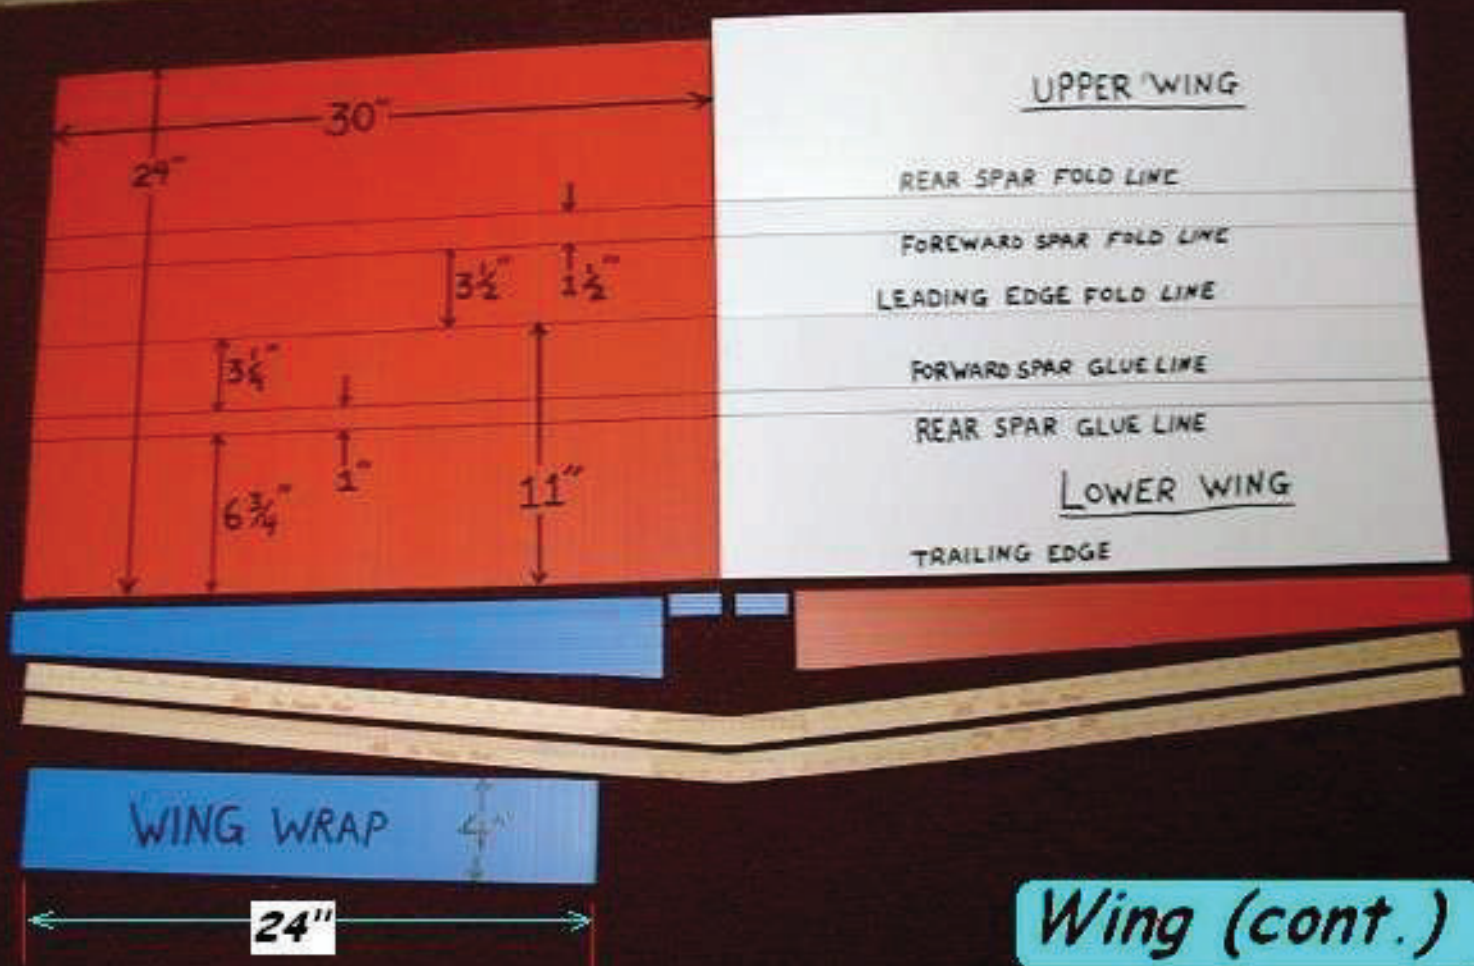 UPPER WING
30"
29"
REAR SPAR FOLD LINE
FOREWARD SPAR FOLD LINE
3½" 1½"
LEADING EDGE FOLD LINE
3¼"
FORWARD SPAR GLUE LINE
REAR SPAR GLUE LINE
1" 11"
6¾"
LOWER WING
TRAILING EDGE
WING WRAP 4"
24"
Wing (cont.)